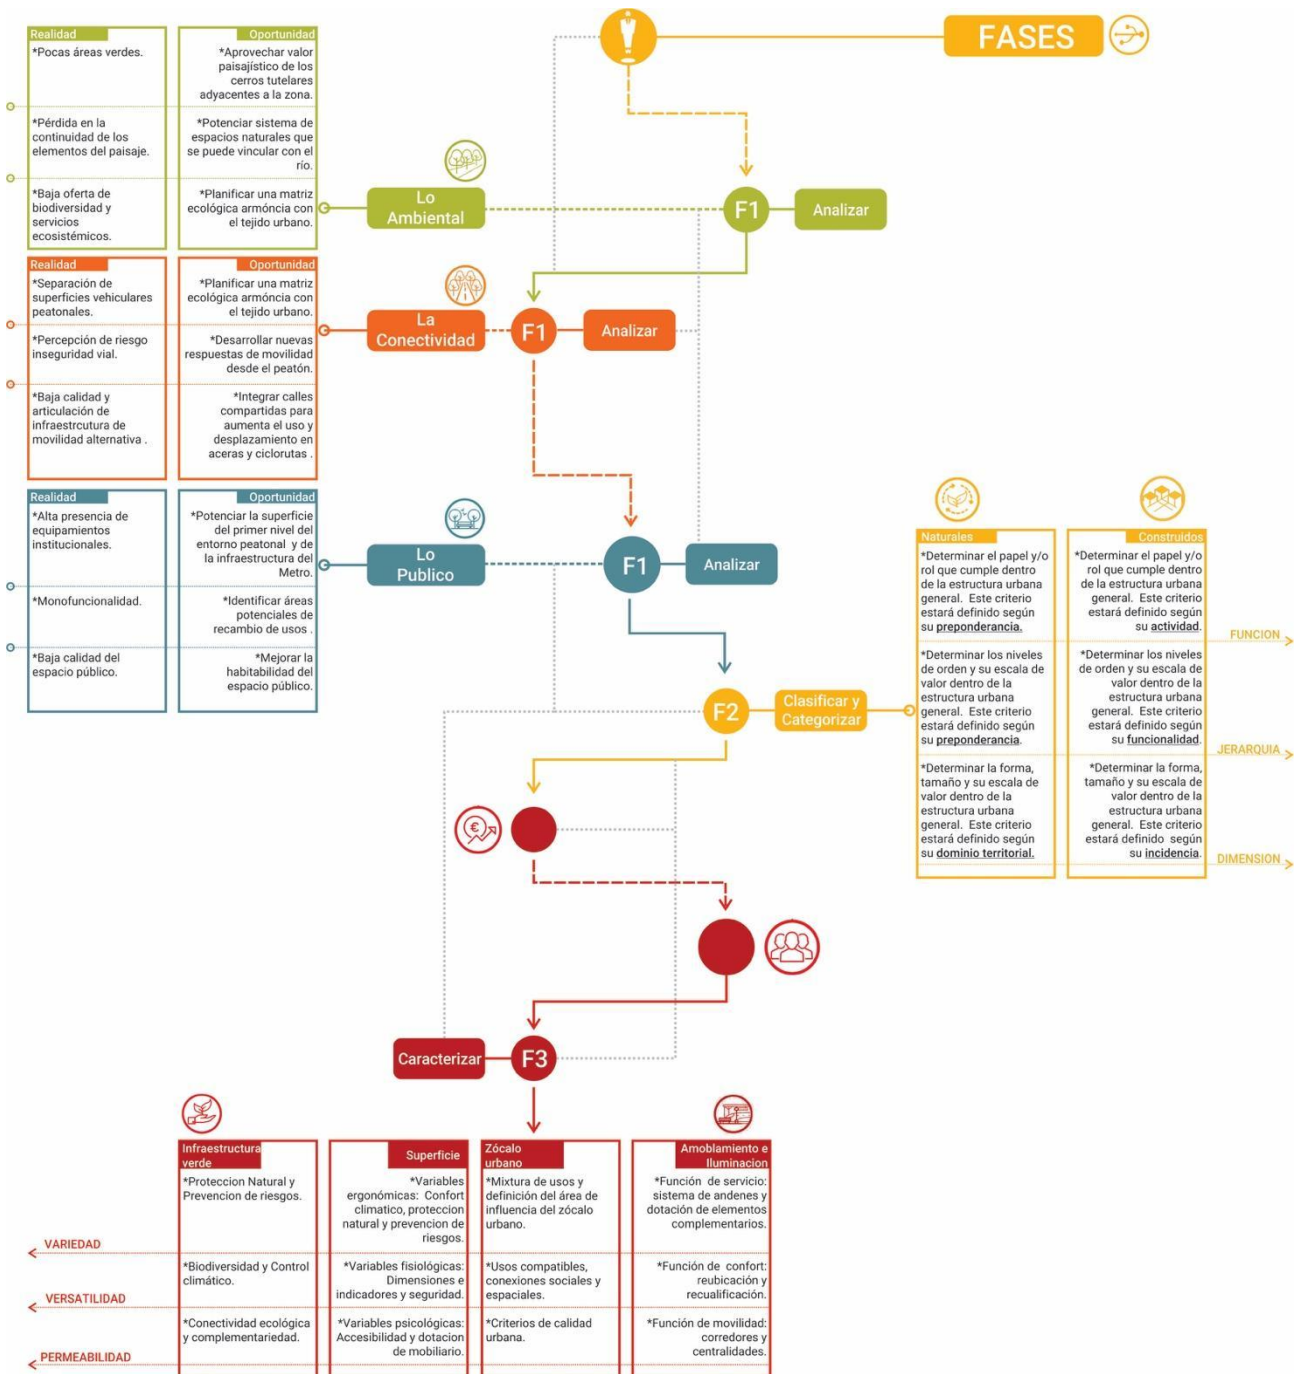 FASES
Realidad
*Pocas áreas verdes.
*Pérdida en la
continuidad de los
elementos del paisaje.
*Baja oferta de
biodiversidad y
servicios
ecosistémicos.
Oportunidad
*Aprovechar valor
paisajístico de los
cerros tutelares
adyacentes a la zona.
*Potenciar sistema de
espacios naturales que
se puede vincular con el
río.
*Planificar una matriz
ecológica armóncia con
el tejido urbano.
Lo
Ambiental
F1
Analizar
Realidad
*Separación de
superficies vehiculares
peatonales.
*Percepción de riesgo
inseguridad vial.
*Baja calidad y
articulación de
infraestrcutura de
movilidad alternativa .
Oportunidad
*Planificar una matriz
ecológica armóncia con
el tejido urbano.
*Desarrollar nuevas
respuestas de movilidad
desde el peatón.
*Integrar calles
compartidas para
aumenta el uso y
desplazamiento en
aceras y ciclorutas .
La
Conectividad
F1
Analizar
Realidad
*Alta presencia de
equipamientos
institucionales.
*Monofuncionalidad.
*Baja calidad del
espacio público.
Oportunidad
*Potenciar la superficie
del primer nivel del
entorno peatonal y de
la infraestructura del
Metro.
*Identificar áreas
potenciales de
recambio de usos .
*Mejorar la
habitabilidad del
espacio público.
Lo
Publico
F1
Analizar
F2
Clasificar y
Categorizar
Naturales
*Determinar el papel y/o
rol que cumple dentro
de la estructura urbana
general. Este criterio
estará definido según
su preponderancia.
*Determinar los niveles
de orden y su escala de
valor dentro de la
estructura urbana
general. Este criterio
estará definido según
su preponderancia.
*Determinar la forma,
tamaño y su escala de
valor dentro de la
estructura urbana
general. Este criterio
estará definido según
su dominio territorial.
Construidos
*Determinar el papel y/o
rol que cumple dentro
de la estructura urbana
general. Este criterio
estará definido según
su actividad.
*Determinar los niveles
de orden y su escala de
valor dentro de la
estructura urbana
general. Este criterio
estará definido según
su funcionalidad.
*Determinar la forma,
tamaño y su escala de
valor dentro de la
estructura urbana
general. Este criterio
estará definido según
su incidencia.
FUNCION
JERARQUIA
DIMENSION
€
Caracterizar
F3
Infraestructura
verde
*Proteccion Natural y
Prevencion de riesgos.
*Biodiversidad y Control
climático.
*Conectividad ecológica
y complementariedad.
Superficie
*Variables
ergonómicas: Confort
climatico, proteccion
natural y prevencion de
riesgos.
*Variables fisiológicas:
Dimensiones e
indicadores y seguridad.
*Variables psicológicas:
Accesibilidad y dotacion
de mobiliario.
Zócalo
urbano
*Mixtura de usos y
definición del área de
influencia del zócalo
urbano.
*Usos compatibles,
conexiones sociales y
espaciales.
*Criterios de calidad
urbana.
Amoblamiento e
Iluminacion
*Función de servicio:
sistema de andenes y
dotación de elementos
complementarios.
*Función de confort:
reubicación y
recualificación.
*Función de movilidad:
corredores y
centralidades.
VARIEDAD
VERSATILIDAD
PERMEABILIDAD